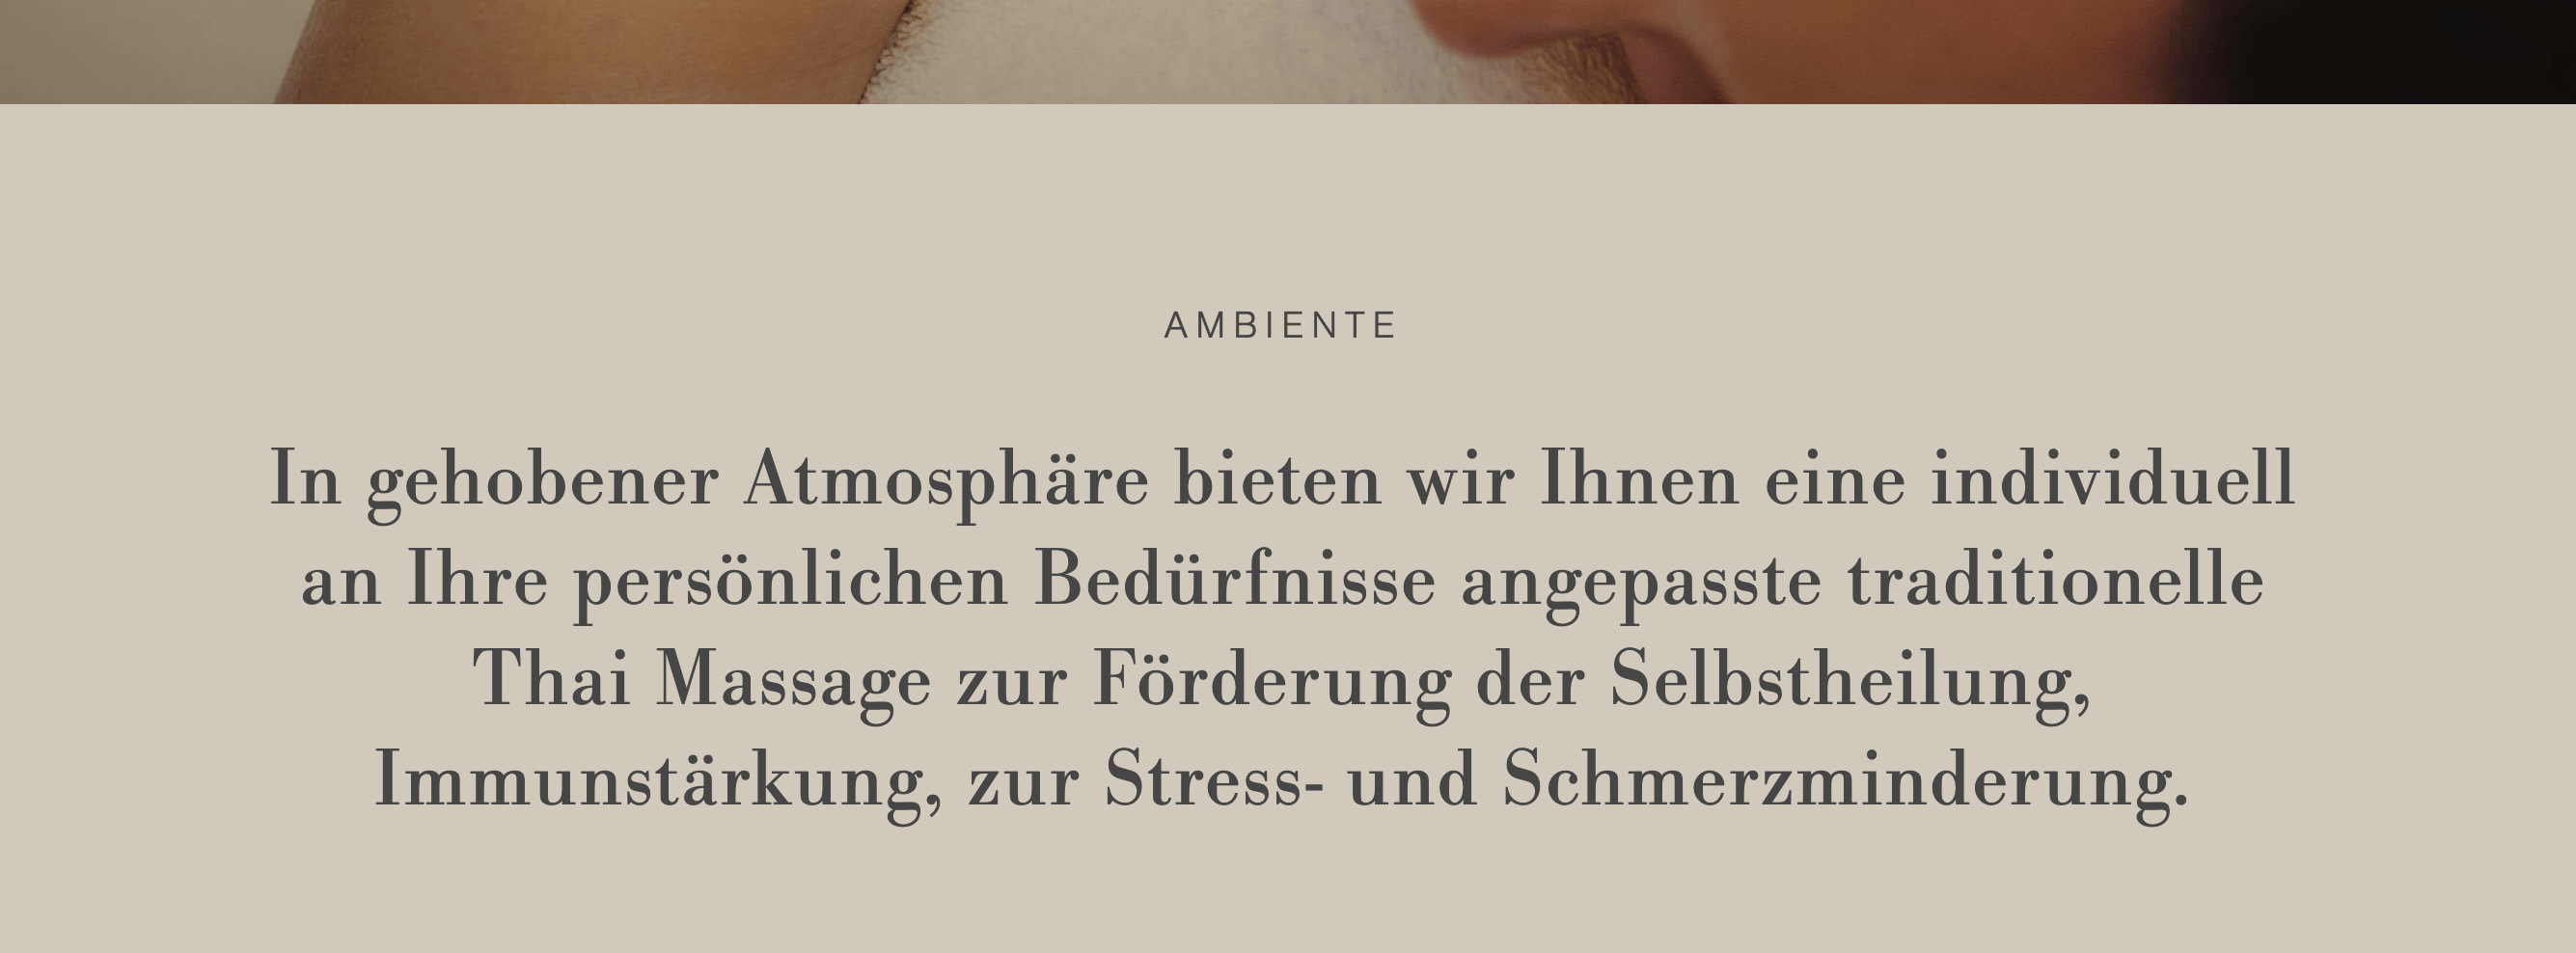 AMBIENTE
In gehobener Atmosphäre bieten wir Ihnen eine individuell
an Ihre persönlichen Bedürfnisse angepasste traditionelle
Thai Massage zur Förderung der Selbstheilung,
Immunstärkung, zur Stress- und Schmerzminderung.